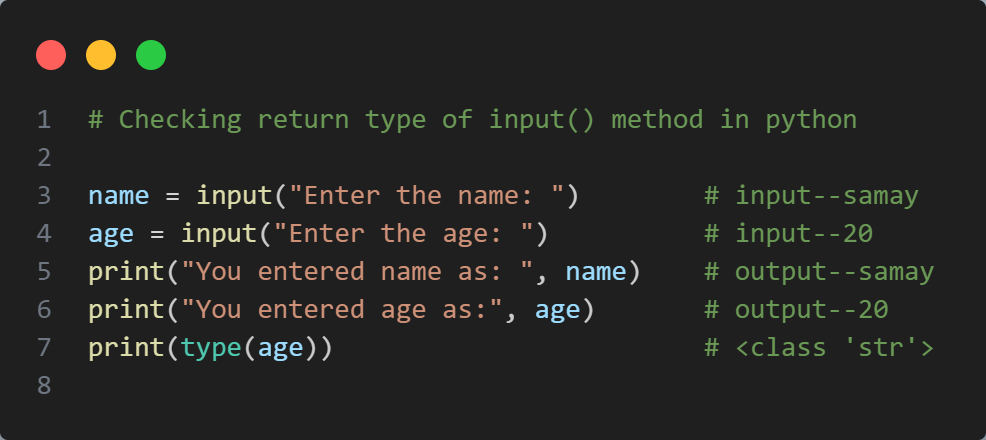 1 # Checking return type of input() method in python
2
3 name = input("Enter the name: ") # input--samay
4 age = input("Enter the age: ") # input--20
5 print("You entered name as: ", name) # output--samay
6 print("You entered age as:", age) # output--20
7 print(type(age)) # <class 'str'>
8